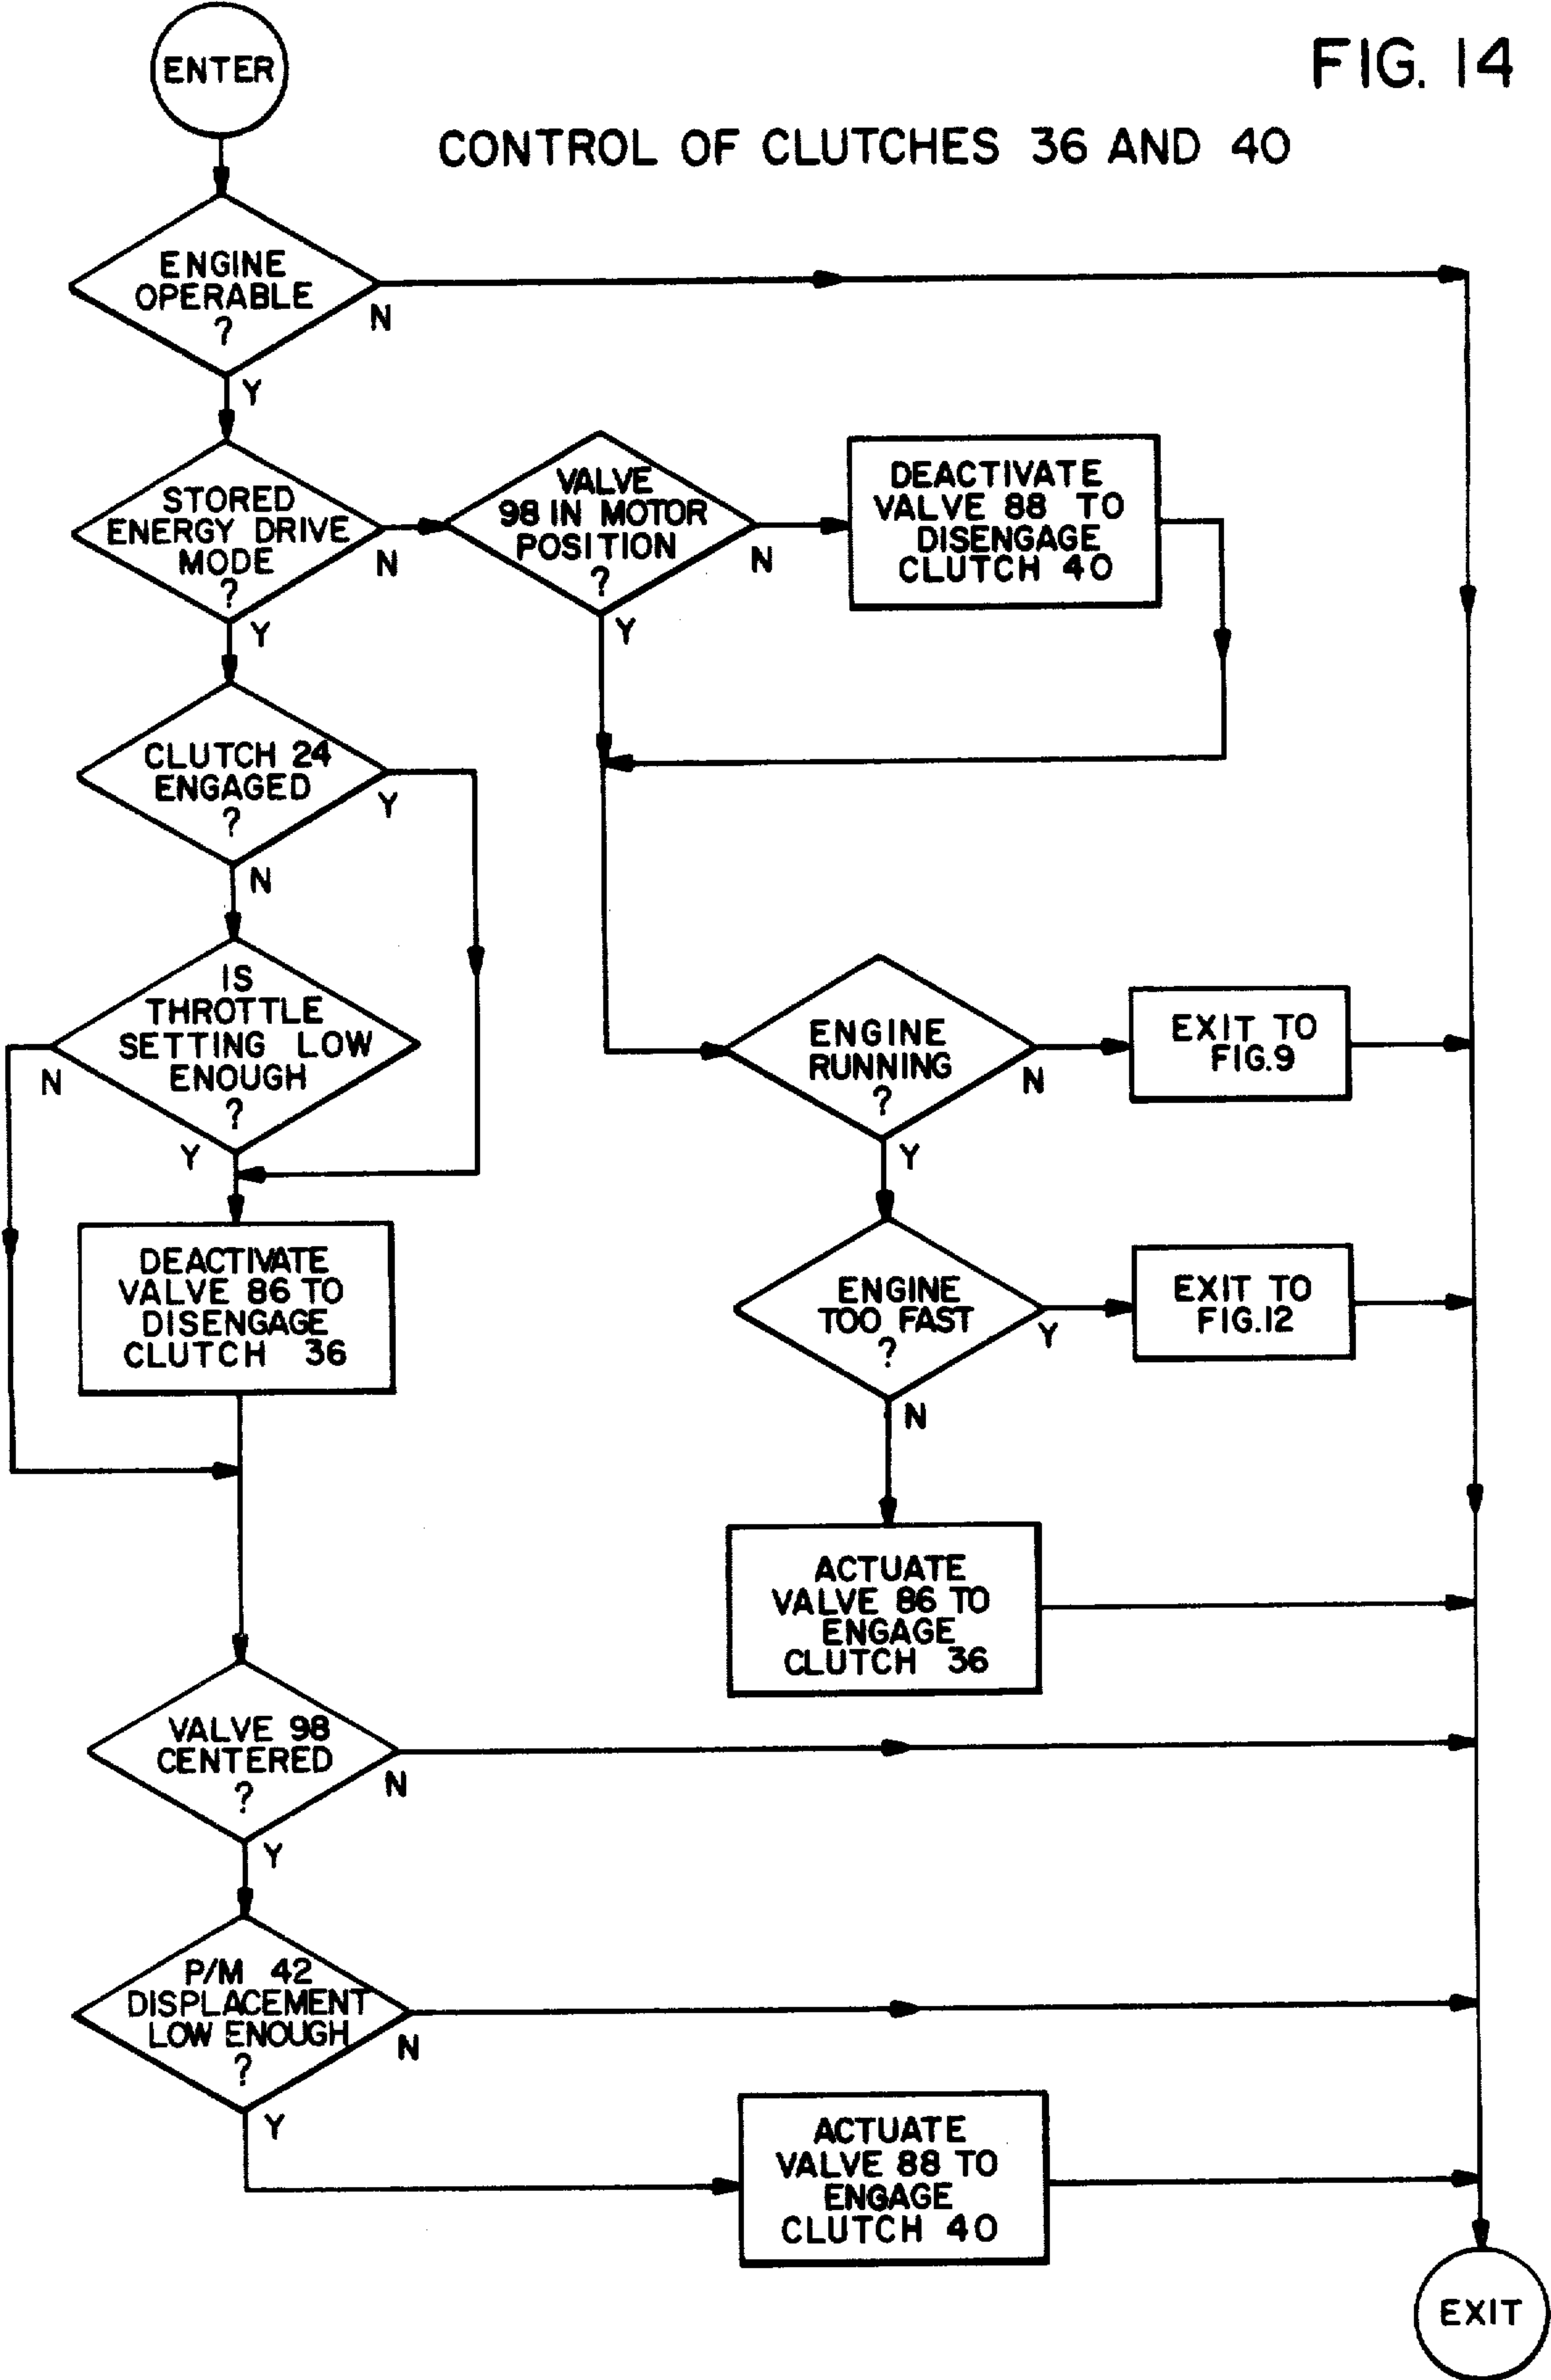 FIG. 14
ENTER
CONTROL OF CLUTCHES 36 AND 40
ENGINE
OPERABLE
?
N
Y
STORED
ENERGY DRIVE
MODE
?
N
Y
VALVE
98 IN MOTOR
POSITION
?
N
Y
DEACTIVATE
VALVE 88 TO
DISENGAGE
CLUTCH 40
CLUTCH 24
ENGAGED
?
Y
N
IS
THROTTLE
SETTING LOW
ENOUGH
?
N
Y
ENGINE
RUNNING
?
N
Y
EXIT TO
FIG.9
DEACTIVATE
VALVE 86 TO
DISENGAGE
CLUTCH 36
ENGINE
TOO FAST
?
Y
N
EXIT TO
FIG.12
ACTUATE
VALVE 86 TO
ENGAGE
CLUTCH 36
VALVE 98
CENTERED
?
N
Y
P/M 42
DISPLACEMENT
LOW ENOUGH
?
N
Y
ACTUATE
VALVE 88 TO
ENGAGE
CLUTCH 40
EXIT